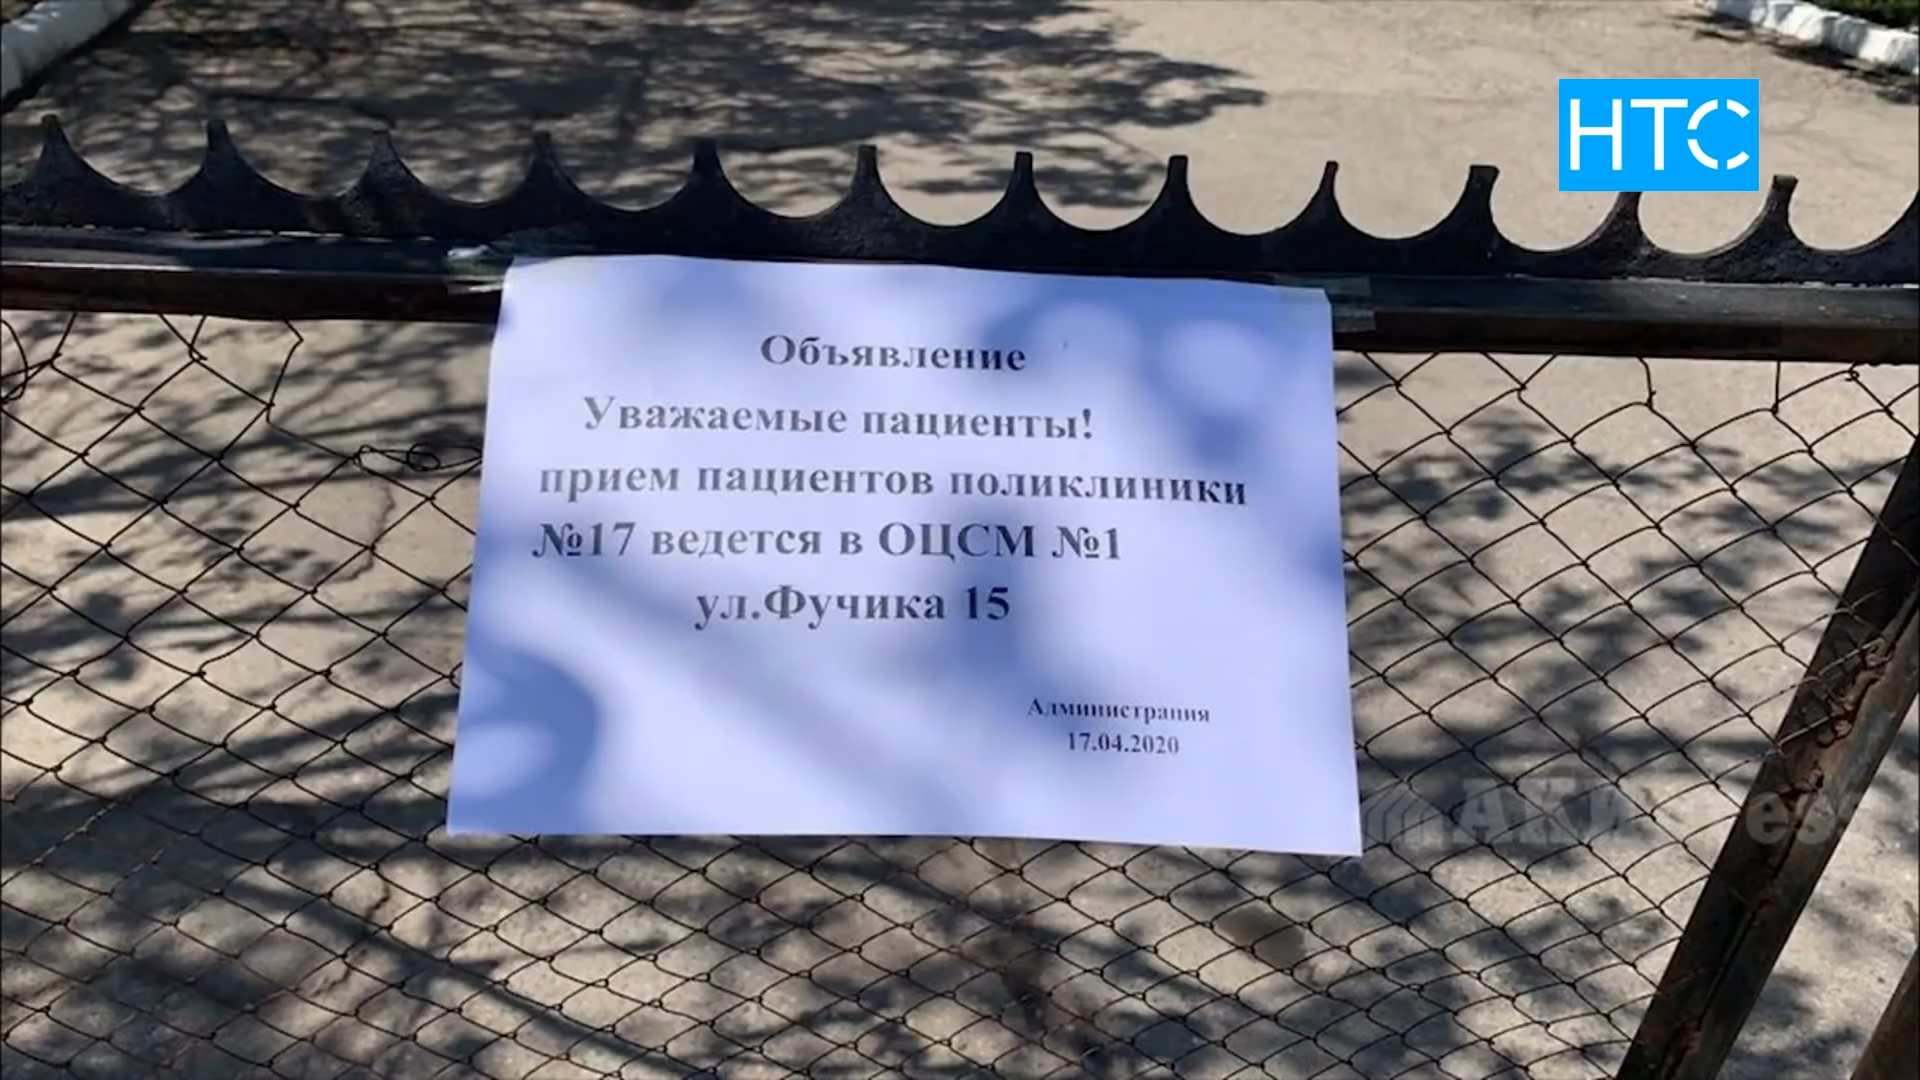 НТС
Объявление
Уважаемые пациенты!
прием пациентов поликлиники
№17 ведется в ОЦСМ №1
ул.Фучика 15
Администрация
17.04.2020